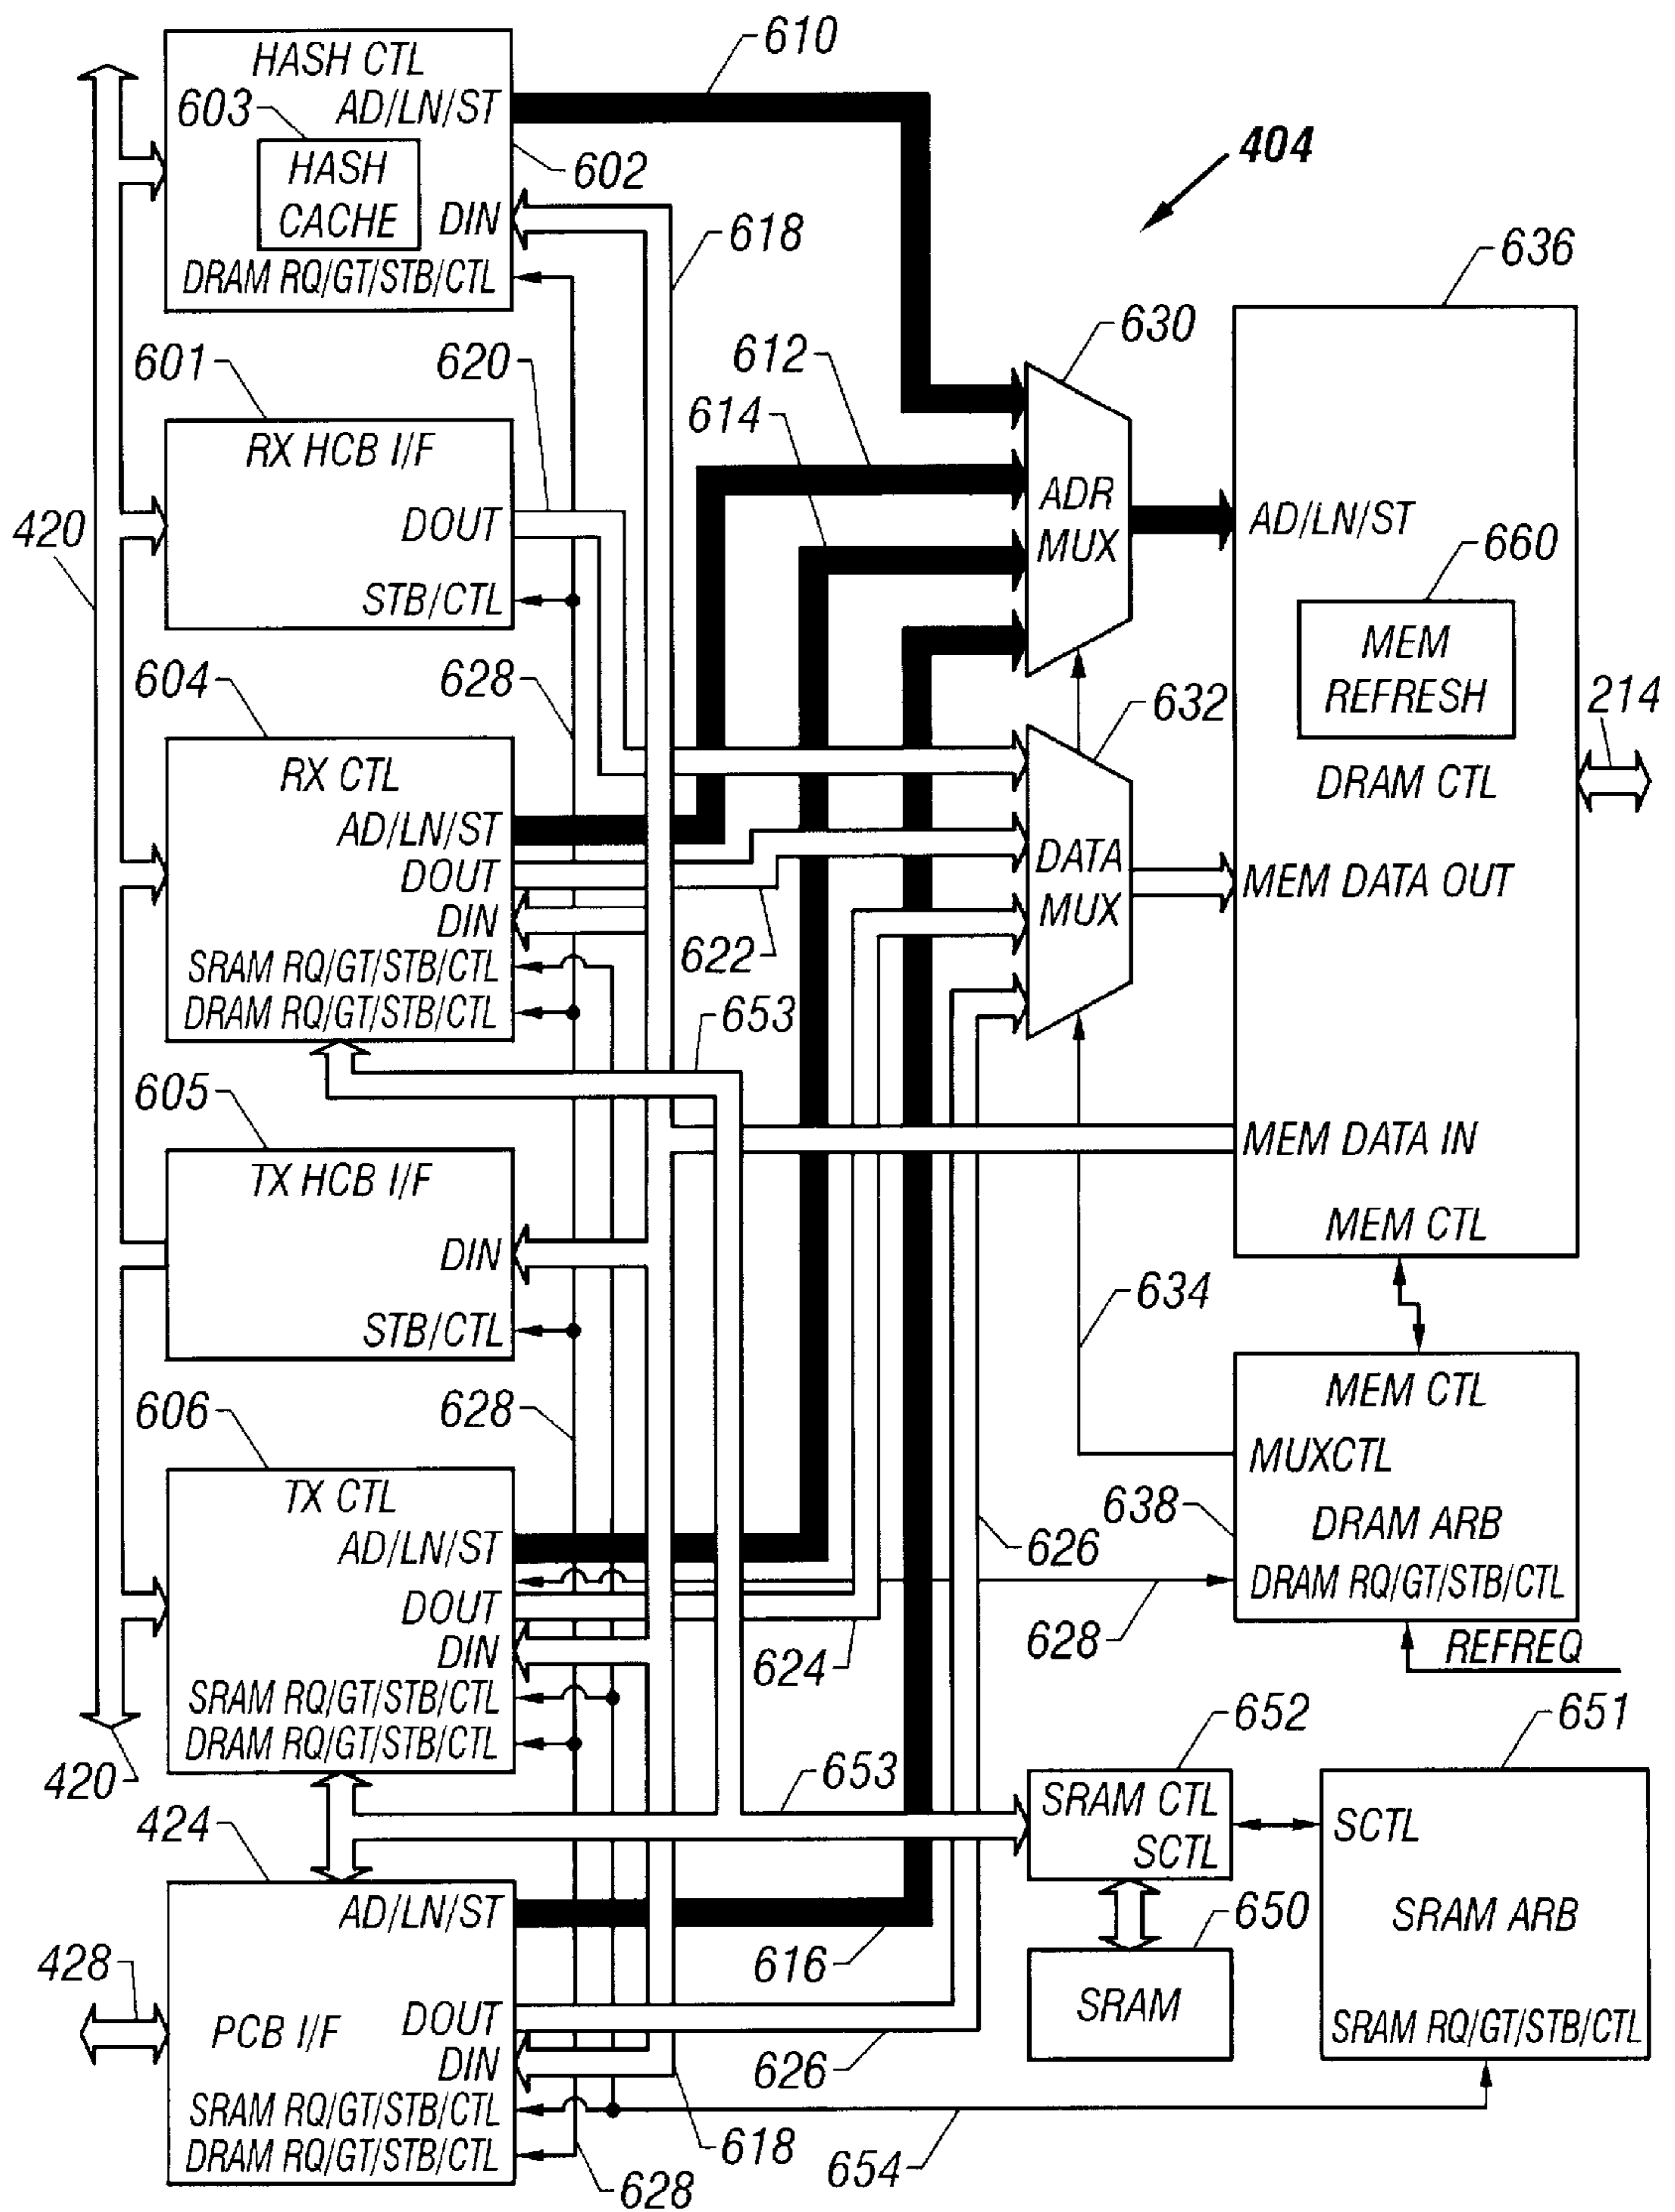 610
HASH CTL
AD/LN/ST
603
HASH
CACHE
602
DIN
DRAM RQ/GT/STB/CTL
404
618
636
601
620
612
630
614
RX HCB I/F
DOUT
STB/CTL
420
ADR
MUX
AD/LN/ST
660
MEM
REFRESH
214
604
628
632
RX CTL
AD/LN/ST
DOUT
DIN
SRAM RQ/GT/STB/CTL
DRAM RQ/GT/STB/CTL
622
653
DATA
MUX
DRAM CTL
MEM DATA OUT
MEM DATA IN
MEM CTL
605
TX HCB I/F
DIN
STB/CTL
634
606
628
MEM CTL
MUXCTL
638
DRAM ARB
DRAM RQ/GT/STB/CTL
TX CTL
AD/LN/ST
DOUT
DIN
SRAM RQ/GT/STB/CTL
DRAM RQ/GT/STB/CTL
626
624
628
REFREQ
420
424
653
652
651
SRAM CTL
SCTL
SCTL
SRAM ARB
SRAM RQ/GT/STB/CTL
650
SRAM
428
AD/LN/ST
PCB I/F
DOUT
DIN
SRAM RQ/GT/STB/CTL
DRAM RQ/GT/STB/CTL
616
626
618
628
654